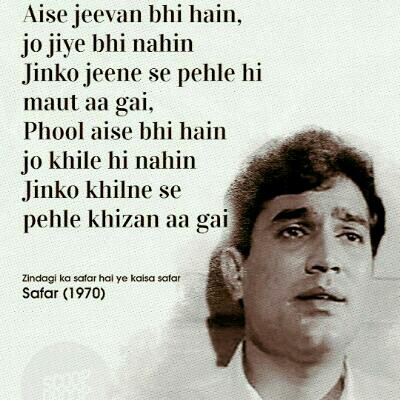 Aise jeevan bhi hain,
jo jiye bhi nahin
Jinko jeene se pehle hi
maut aa gai,
Phool aise bhi hain
jo khile hi nahin
Jinko khilne se
pehle khizan aa gai
Zindagi ka safar hai ye kaisa safar
Safar (1970)